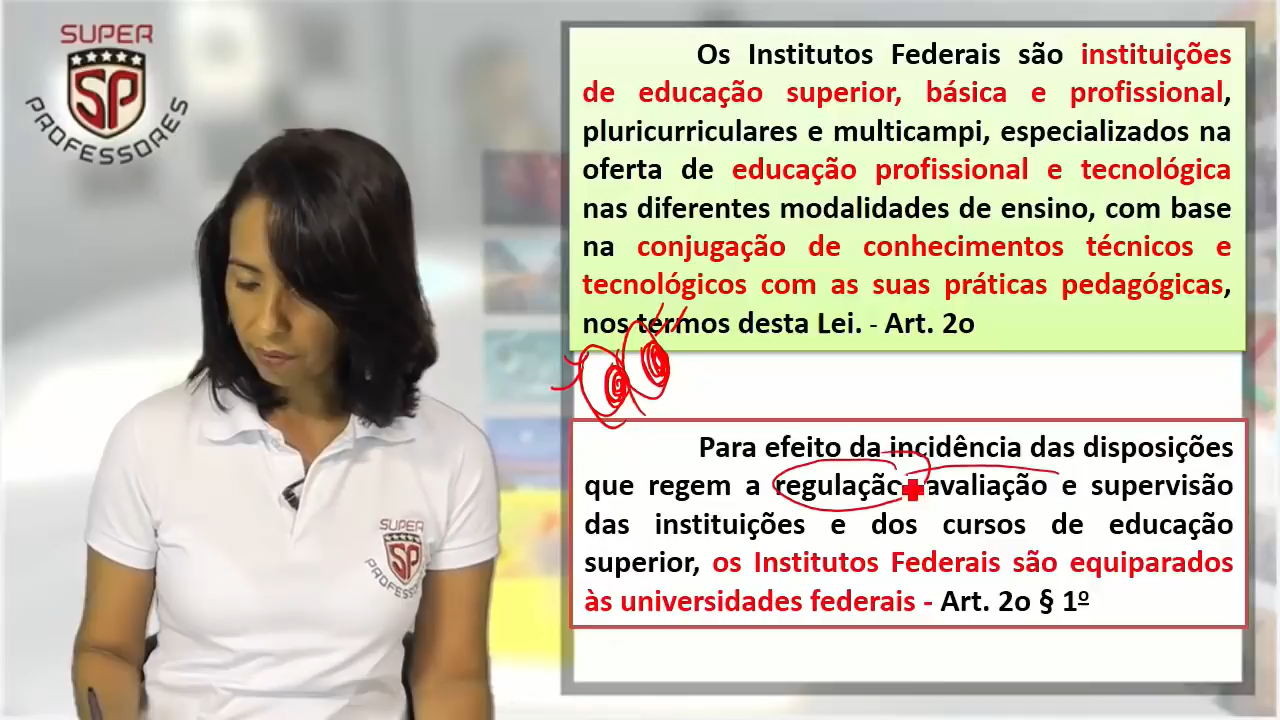 SUPER
SP
PROFESSORES
Os Institutos Federais são instituições
de educação superior, básica e profissional,
pluricurriculares e multicampi, especializados na
oferta de educação profissional e tecnológica
nas diferentes modalidades de ensino, com base
na conjugação de conhecimentos técnicos e
tecnológicos com as suas práticas pedagógicas,
nos termos desta Lei. - Art. 2o
Para efeito da incidência das disposições
que regem a regulação avaliação e supervisão
das instituições e dos cursos de educação
superior, os Institutos Federais são equiparados
às universidades federais - Art. 2o § 1º
SUPER
SP
PROFESSORES